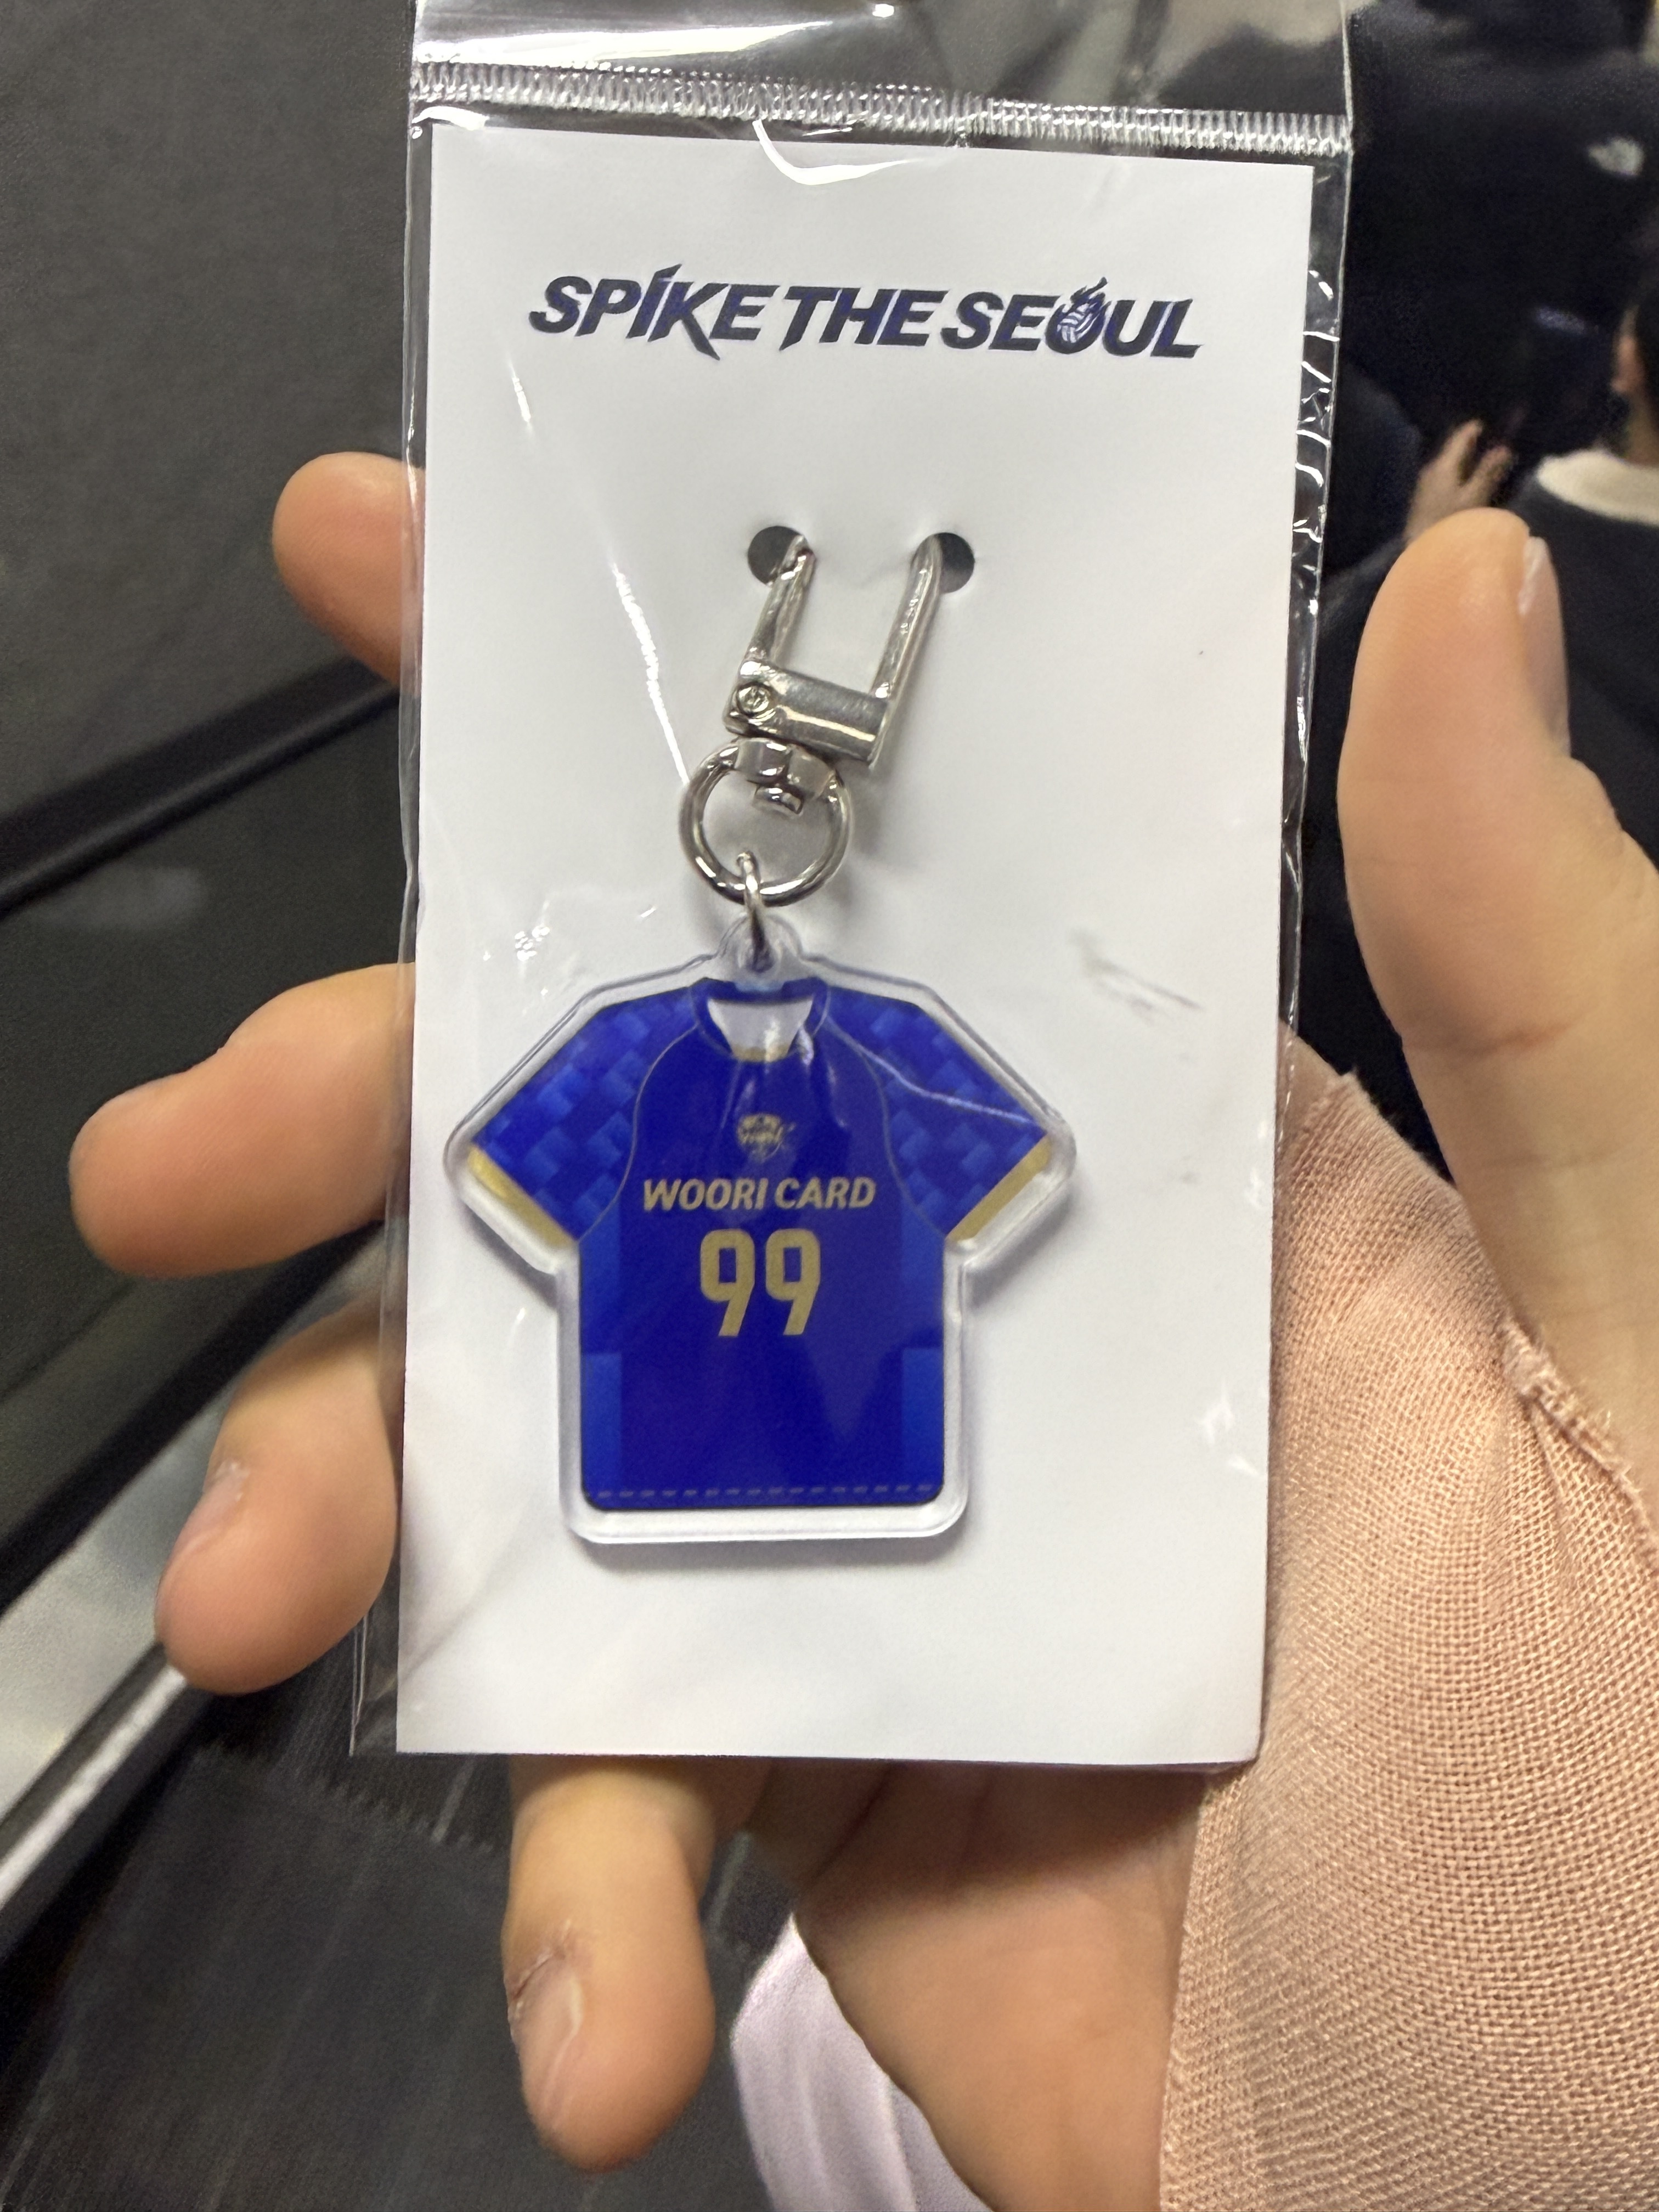 SPIKE THE SEOUL
WOORI CARD
99